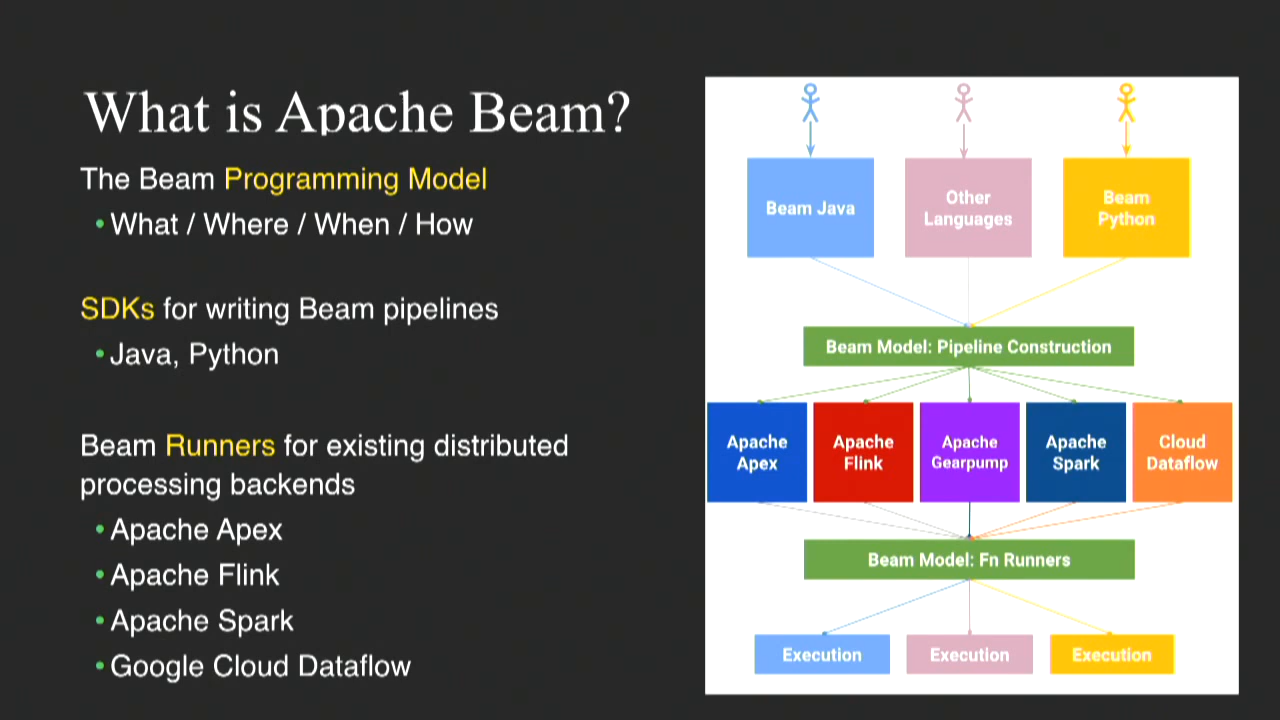 What is Apache Beam?
The Beam Programming Model
• What / Where / When / How
SDKs for writing Beam pipelines
• Java, Python
Beam Runners for existing distributed
processing backends
• Apache Apex
• Apache Flink
• Apache Spark
• Google Cloud Dataflow
Beam Java
Other
Languages
Beam
Python
Beam Model: Pipeline Construction
Apache
Apex
Apache
Flink
Apache
Gearpump
Apache
Spark
Cloud
Dataflow
Beam Model: Fn Runners
Execution
Execution
Execution